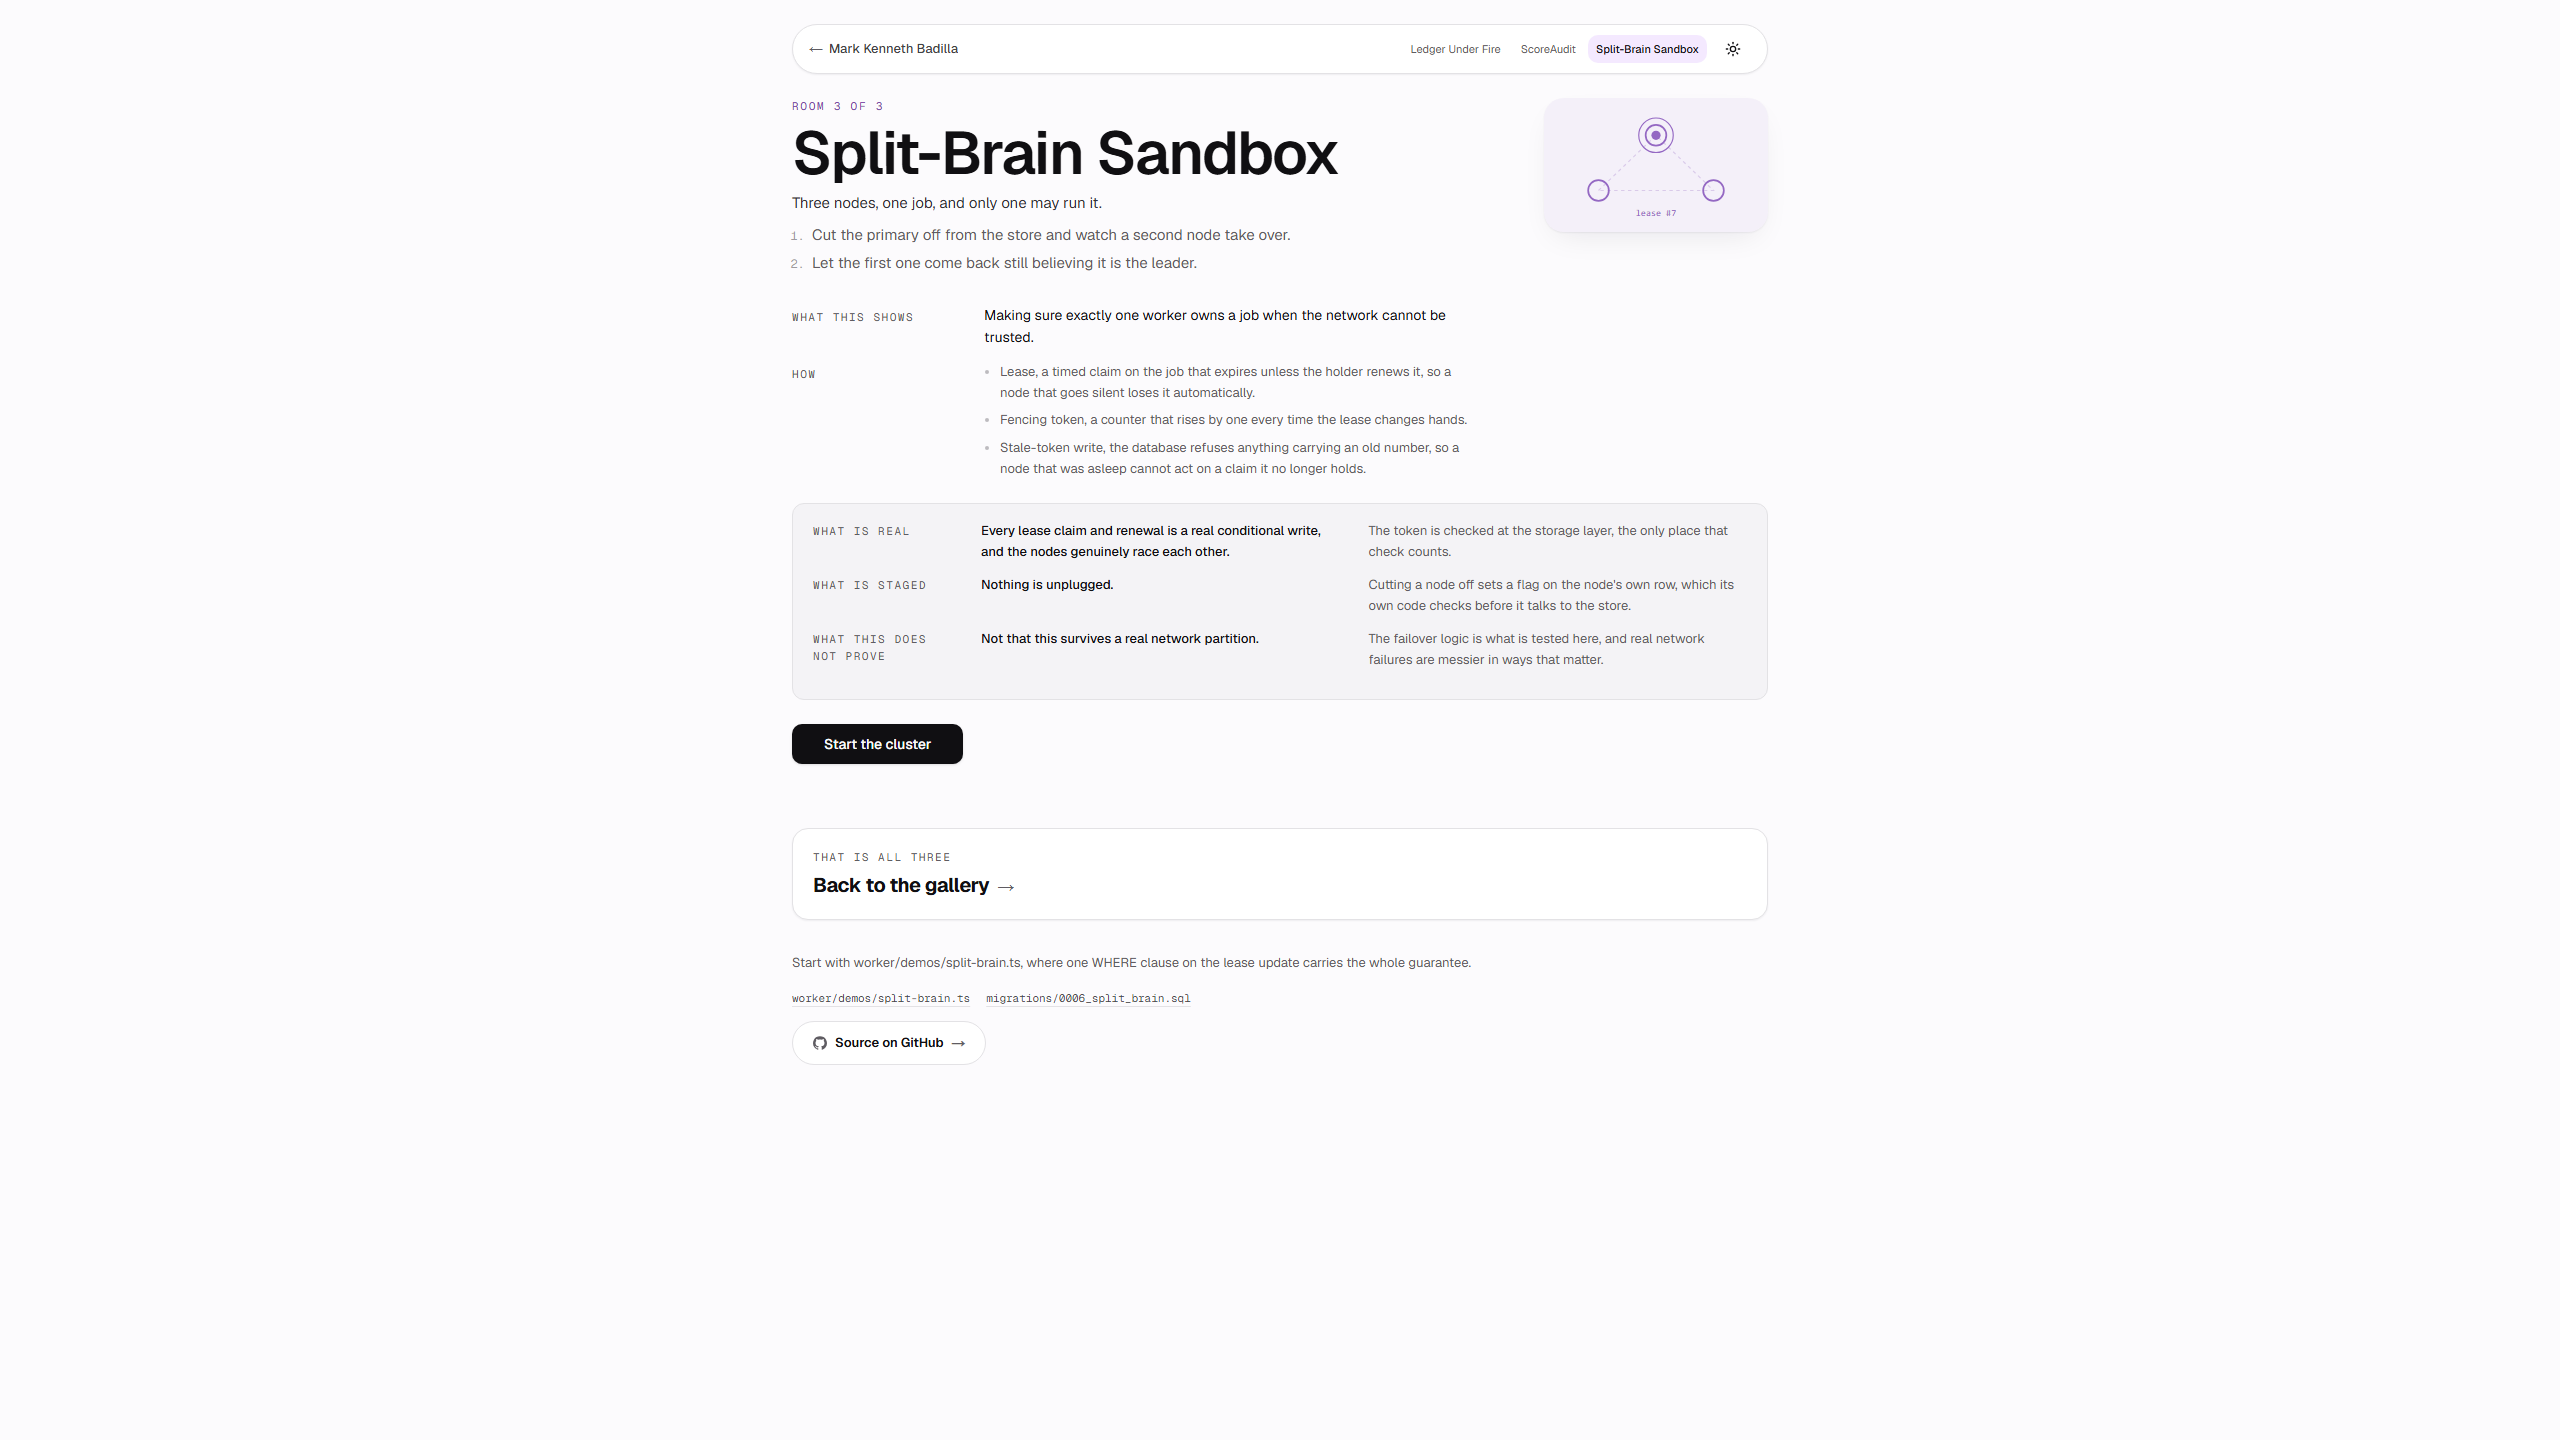 ← Mark Kenneth Badilla
Ledger Under Fire
ScoreAudit
Split-Brain Sandbox
ROOM 3 OF 3
Split-Brain Sandbox
Three nodes, one job, and only one may run it.
1. Cut the primary off from the store and watch a second node take over.
2. Let the first one come back still believing it is the leader.
lease #7
WHAT THIS SHOWS
Making sure exactly one worker owns a job when the network cannot be
trusted.
HOW
• Lease, a timed claim on the job that expires unless the holder renews it, so a
node that goes silent loses it automatically.
• Fencing token, a counter that rises by one every time the lease changes hands.
• Stale-token write, the database refuses anything carrying an old number, so a
node that was asleep cannot act on a claim it no longer holds.
WHAT IS REAL
Every lease claim and renewal is a real conditional write,
and the nodes genuinely race each other.
The token is checked at the storage layer, the only place that
check counts.
WHAT IS STAGED
Nothing is unplugged.
Cutting a node off sets a flag on the node's own row, which its
own code checks before it talks to the store.
WHAT THIS DOES
NOT PROVE
Not that this survives a real network partition.
The failover logic is what is tested here, and real network
failures are messier in ways that matter.
Start the cluster
THAT IS ALL THREE
Back to the gallery →
Start with worker/demos/split-brain.ts, where one WHERE clause on the lease update carries the whole guarantee.
worker/demos/split-brain.ts
migrations/0006_split_brain.sql
Source on GitHub →